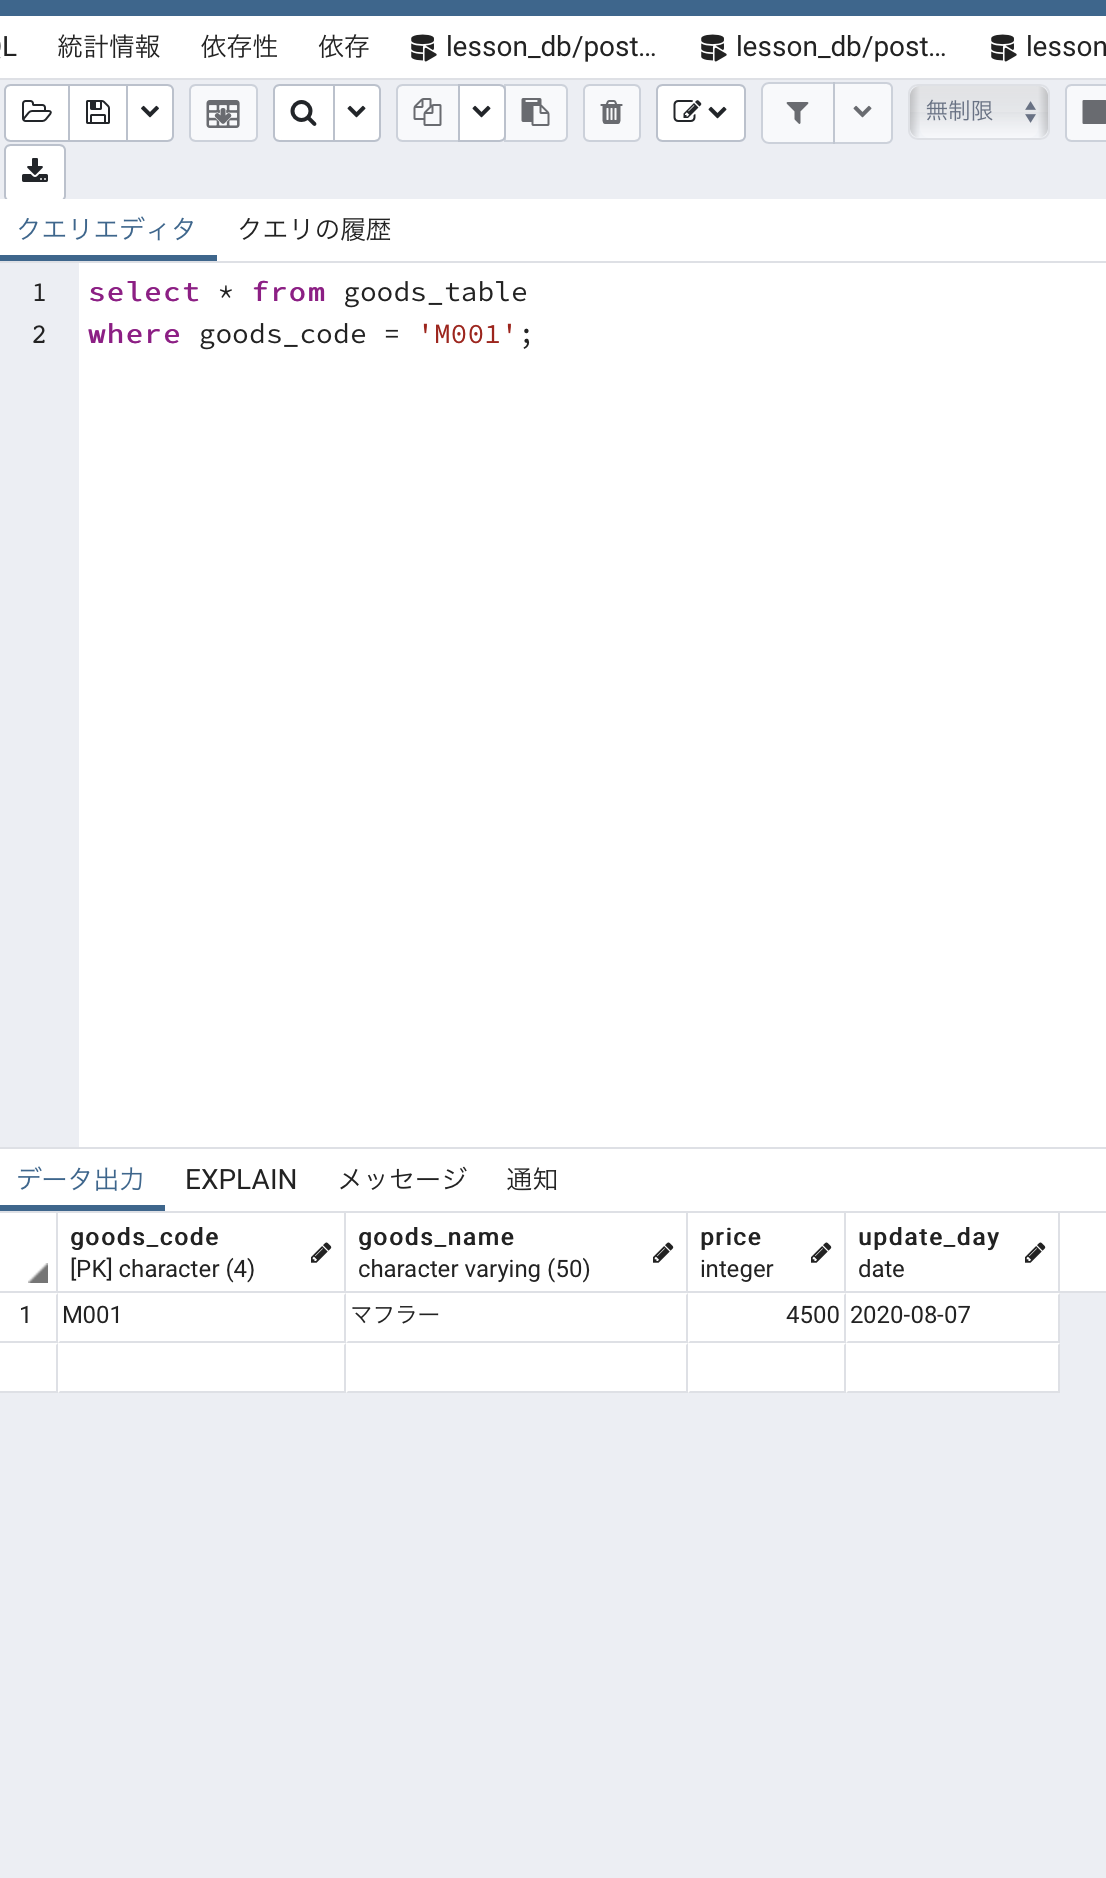 統計情報 依存性 依存 lesson_db/post... lesson_db/post... lesson
無制限
クエリエディタ クエリの履歴
1 select * from goods_table
2 where goods_code = 'M001';
データ出力 EXPLAIN メッセージ 通知
goods_code goods_name price update_day
[PK] character (4) character varying (50) integer date
1 M001 マフラー 4500 2020-08-07